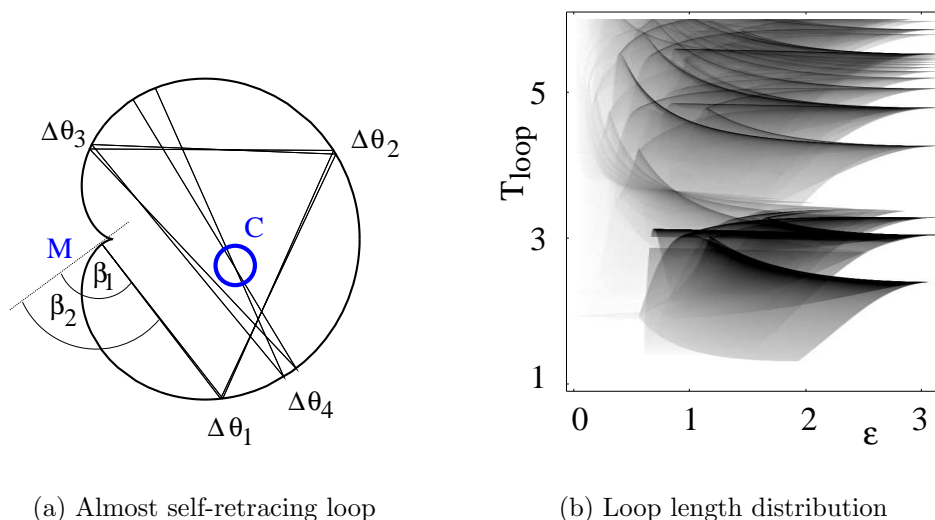 Δθ₃
Δθ₂
C
M
β₁
β₂
Δθ₄
Δθ₁
(a) Almost self-retracing loop
T_loop
5
3
1
0 1 2 3
ε
(b) Loop length distribution